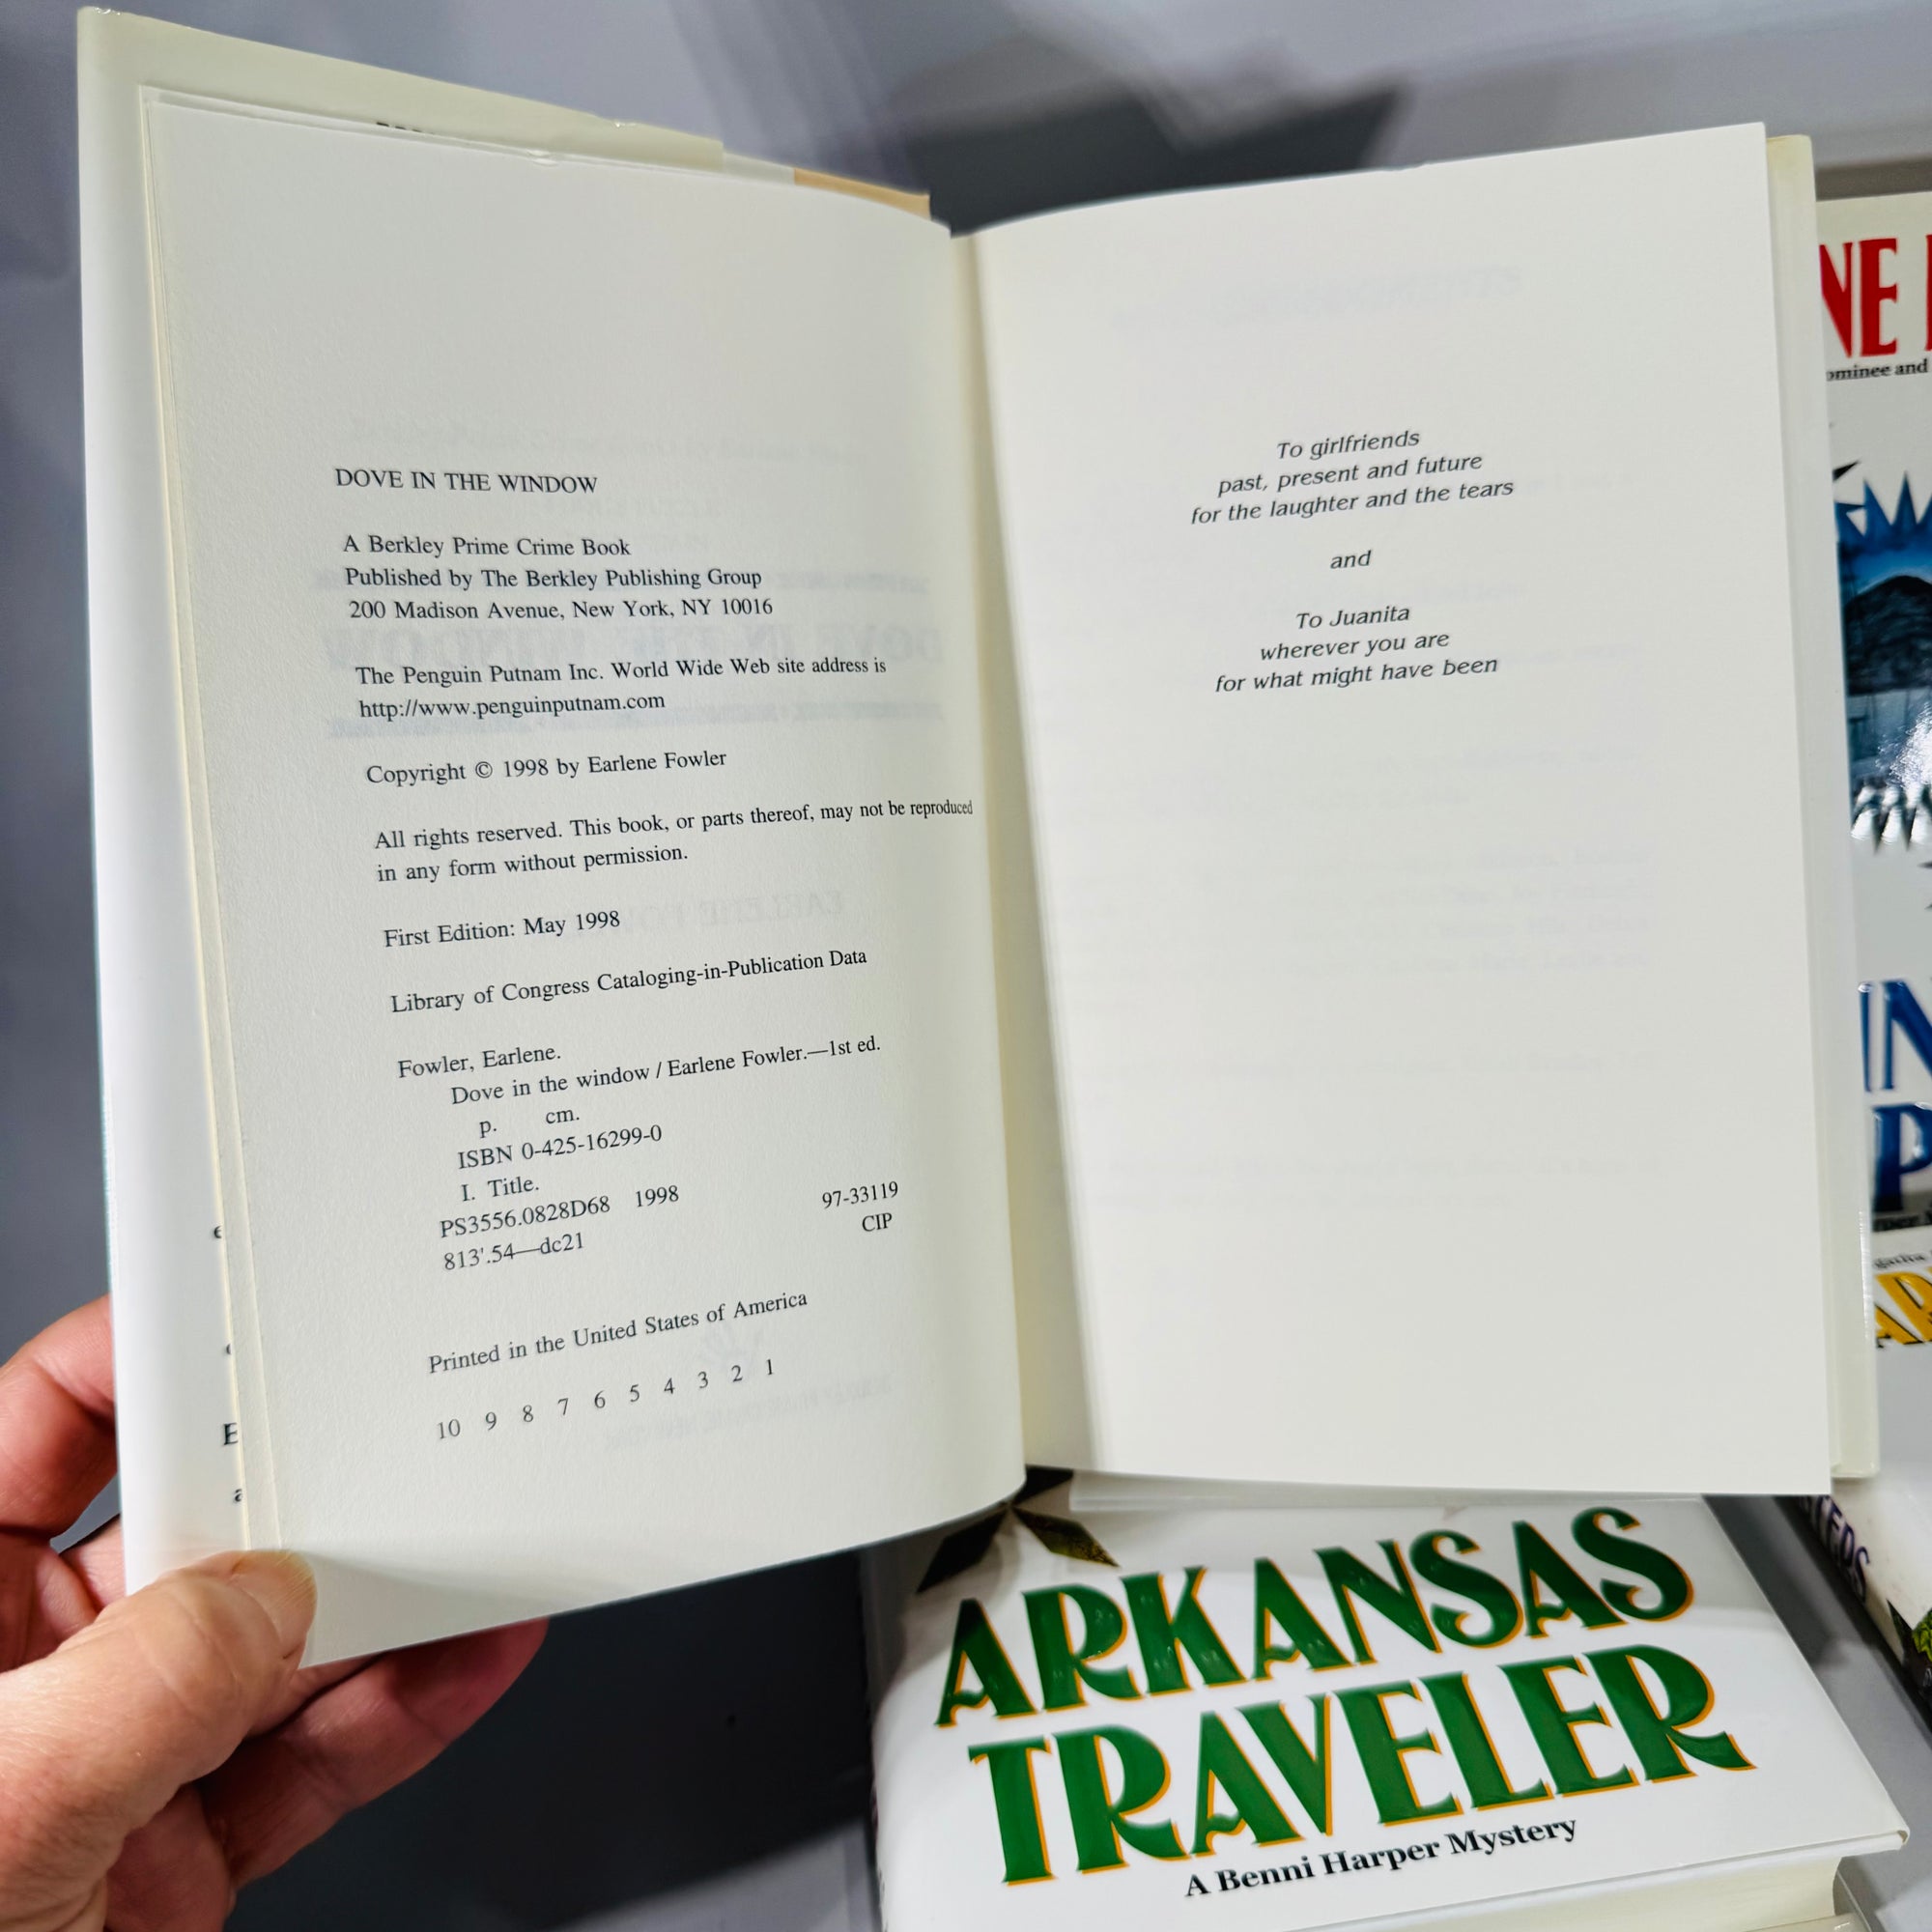 DOVE IN THE WINDOW
A Berkley Prime Crime Book
Published by The Berkley Publishing Group
200 Madison Avenue, New York, NY 10016
The Penguin Putnam Inc. World Wide Web site address is
http://www.penguinputnam.com
Copyright © 1998 by Earlene Fowler
All rights reserved. This book, or parts thereof, may not be reproduced
in any form without permission.
First Edition: May 1998
Library of Congress Cataloging-in-Publication Data
Fowler, Earlene.
Dove in the window / Earlene Fowler.—1st ed.
p. cm.
ISBN 0-425-16299-0
I. Title.
PS3556.0828D68 1998 97-33119
813'.54—dc21 CIP
Printed in the United States of America
10 9 8 7 6 5 4 3 2 1
To girlfriends
past, present and future
for the laughter and the tears
and
To Juanita
wherever you are
for what might have been
NE
ominee and
IN
P
AR
ARKANSAS
TRAVELER
A Benni Harper Mystery